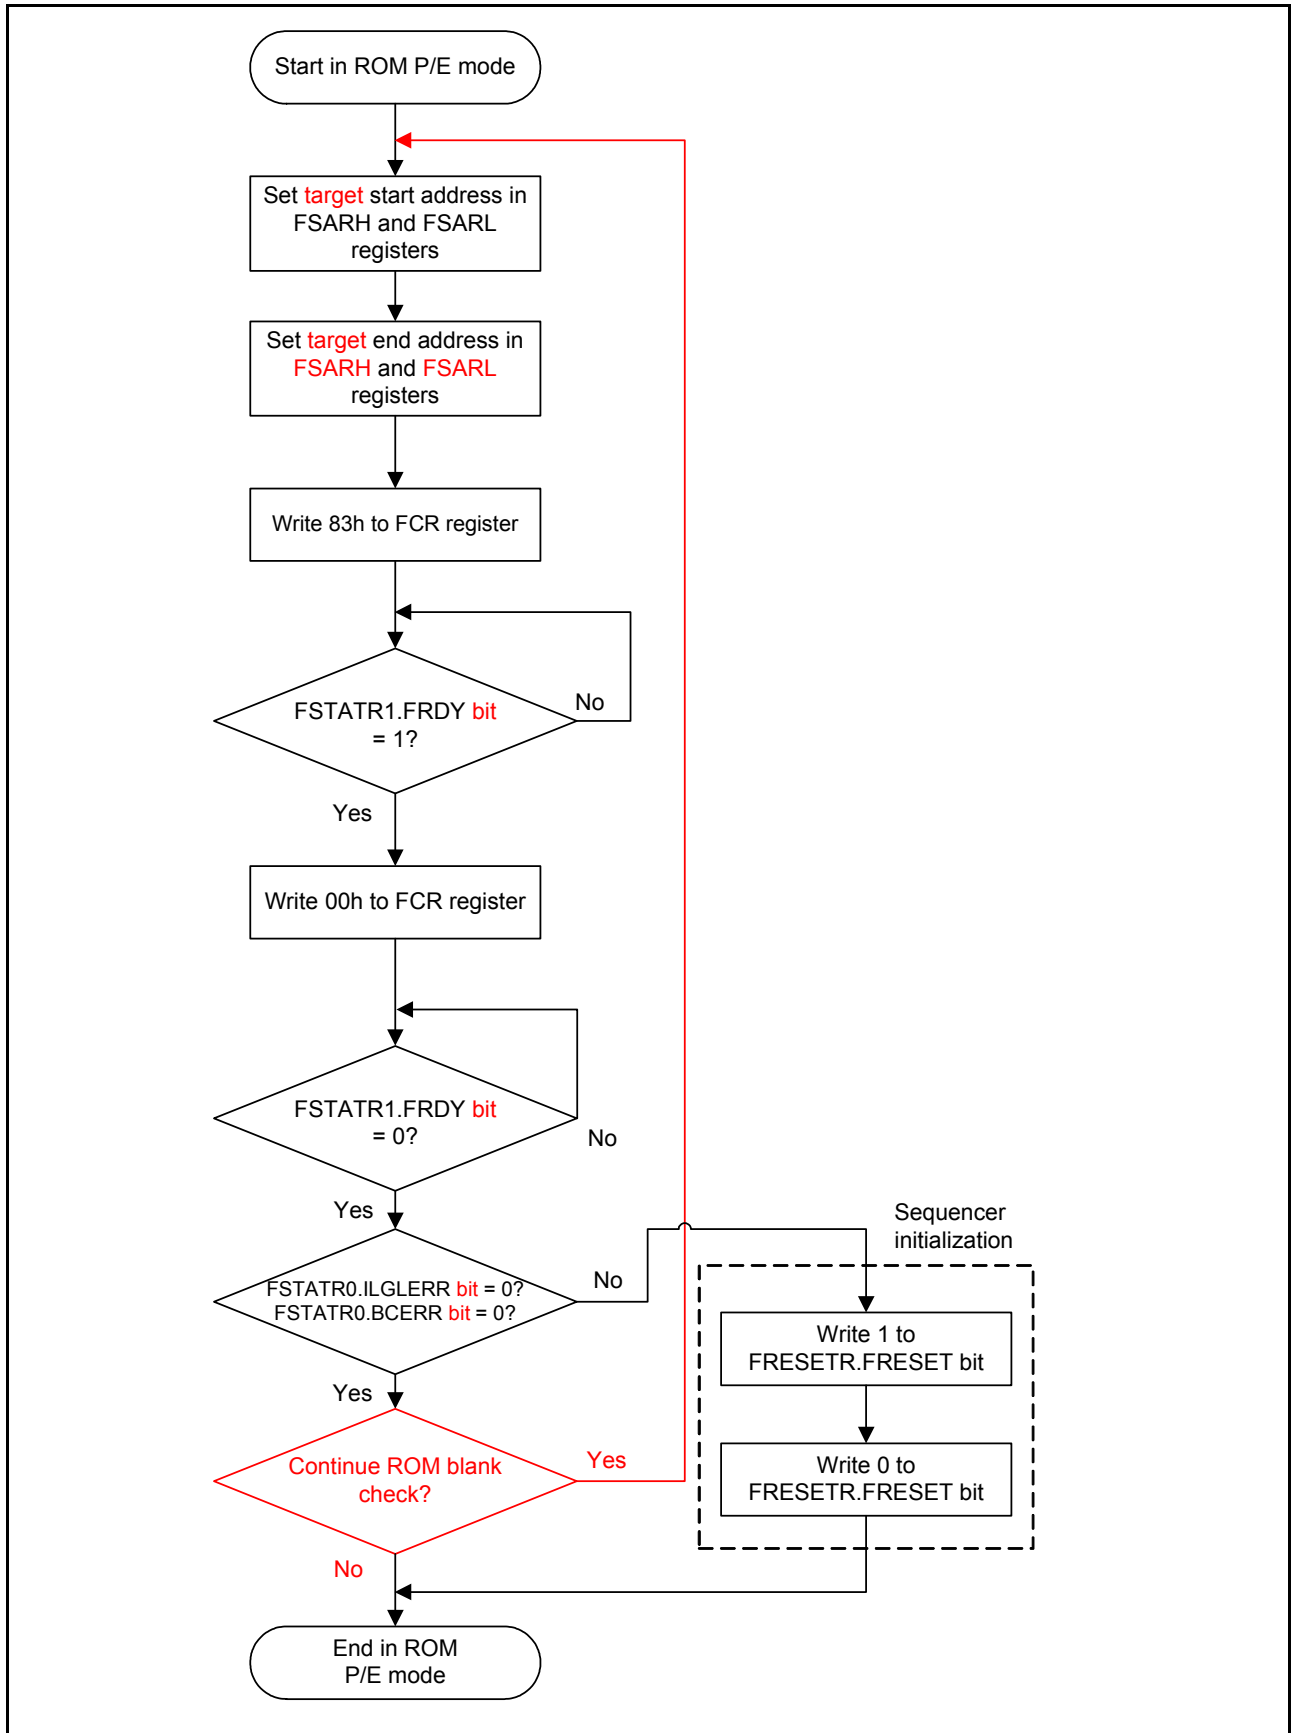 Start in ROM P/E mode
Set target start address in
FSARH and FSARL
registers
Set target end address in
FSARH and FSARL
registers
Write 83h to FCR register
FSTATR1.FRDY bit
= 1?
No
Yes
Write 00h to FCR register
FSTATR1.FRDY bit
= 0?
No
Yes
FSTATR0.ILGLERR bit = 0?
FSTATR0.BCERR bit = 0?
No
Yes
Sequencer
initialization
Write 1 to
FRESETR.FRESET bit
Write 0 to
FRESETR.FRESET bit
Continue ROM blank
check?
Yes
No
End in ROM
P/E mode